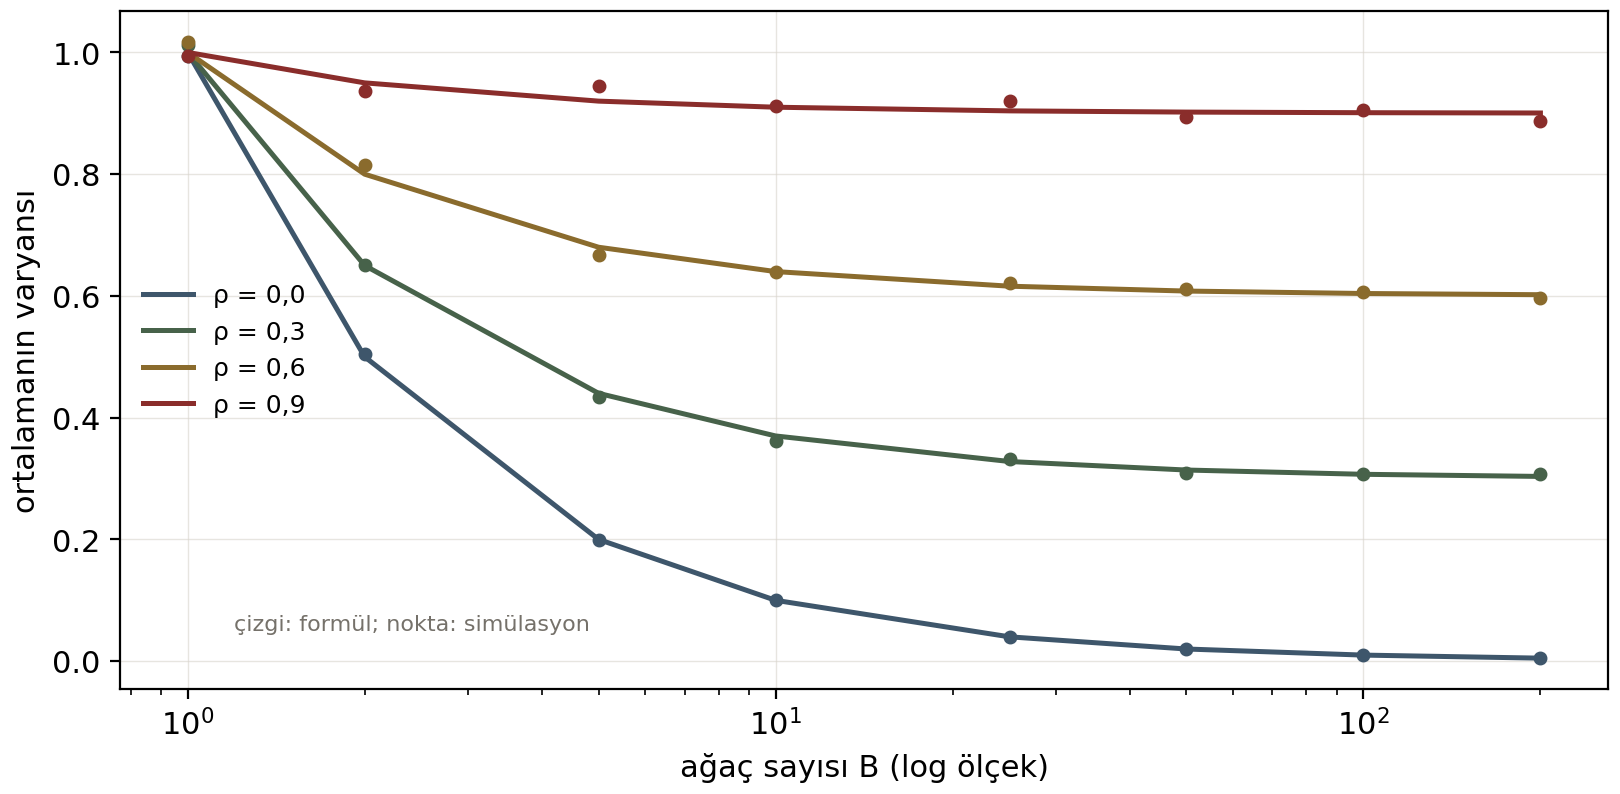 ortalamanın varyansı
1.0
0.8
0.6
0.4
0.2
0.0
ρ = 0,0
ρ = 0,3
ρ = 0,6
ρ = 0,9
çizgi: formül; nokta: simülasyon
10⁰ 10¹ 10²
ağaç sayısı B (log ölçek)